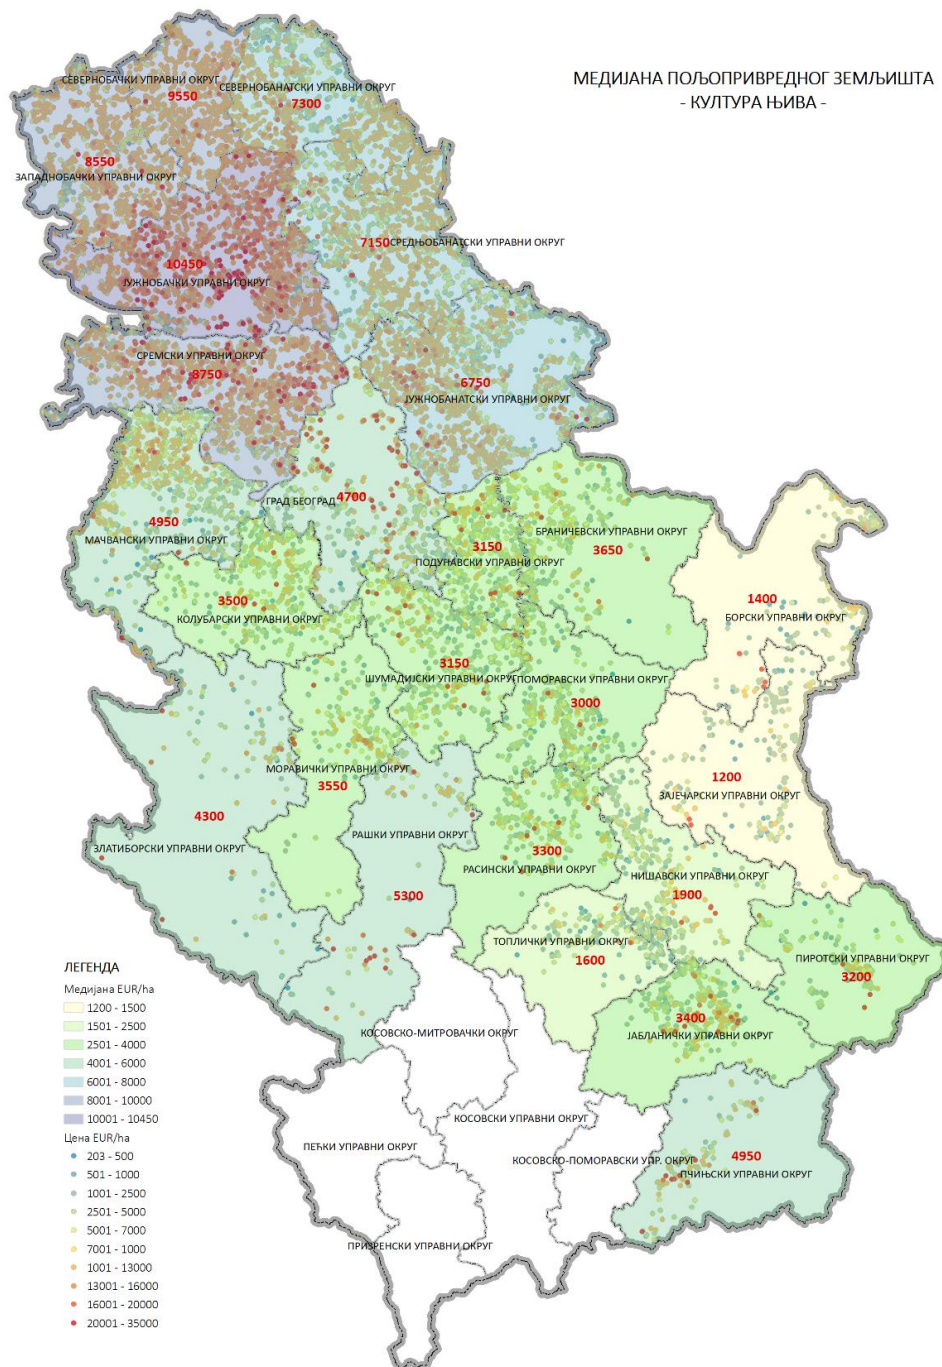 МЕДИЈАНА ПОЉОПРИВРЕДНОГ ЗЕМЉИШТА
- КУЛТУРА ЊИВА -
СЕВЕРНОБАЧКИ УПРАВНИ ОКРУГ
9550
СЕВЕРНОБАНАТСКИ УПРАВНИ ОКРУГ
7300
8550
ЗАПАДНОБАЧКИ УПРАВНИ ОКРУГ
7150
СРЕДЊОБАНАТСКИ УПРАВНИ ОКРУГ
10450
ЈУЖНОБАЧКИ УПРАВНИ ОКРУГ
СРЕМСКИ УПРАВНИ ОКРУГ
8750
6750
ЈУЖНОБАНАТСКИ УПРАВНИ ОКРУГ
4700
ГРАД БЕОГРАД
4950
МАЧВАНСКИ УПРАВНИ ОКРУГ
БРАНИЧЕВСКИ УПРАВНИ ОКРУГ
3650
3150
ПОДУНАВСКИ УПРАВНИ ОКРУГ
3500
КОЛУБАРСКИ УПРАВНИ ОКРУГ
1400
БОРСКИ УПРАВНИ ОКРУГ
3150
ШУМАДИЈСКИ УПРАВНИ ОКРУГ
ПОМОРАВСКИ УПРАВНИ ОКРУГ
3000
МОРАВИЧКИ УПРАВНИ ОКРУГ
3550
1200
ЗАЈЕЧАРСКИ УПРАВНИ ОКРУГ
4300
ЗЛАТИБОРСКИ УПРАВНИ ОКРУГ
РАШКИ УПРАВНИ ОКРУГ
5300
3300
РАСИНСКИ УПРАВНИ ОКРУГ
НИШАВСКИ УПРАВНИ ОКРУГ
1900
ТОПЛИЧКИ УПРАВНИ ОКРУГ
1600
ПИРОТСКИ УПРАВНИ ОКРУГ
3200
3400
ЈАБЛАНИЧКИ УПРАВНИ ОКРУГ
КОСОВСКО-МИТРОВАЧКИ ОКРУГ
КОСОВСКИ УПРАВНИ ОКРУГ
ПЕЋКИ УПРАВНИ ОКРУГ
КОСОВСКО-ПОМОРАВСКИ УПР. ОКРУГ
4950
ПЧИЊСКИ УПРАВНИ ОКРУГ
ПРИЗРЕНСКИ УПРАВНИ ОКРУГ
ЛЕГЕНДА
Медијана EUR/ha
1200 - 1500
1501 - 2500
2501 - 4000
4001 - 6000
6001 - 8000
8001 - 10000
10001 - 10450
Цена EUR/ha
203 - 500
501 - 1000
1001 - 2500
2501 - 5000
5001 - 7000
7001 - 1000
1001 - 13000
13001 - 16000
16001 - 20000
20001 - 35000